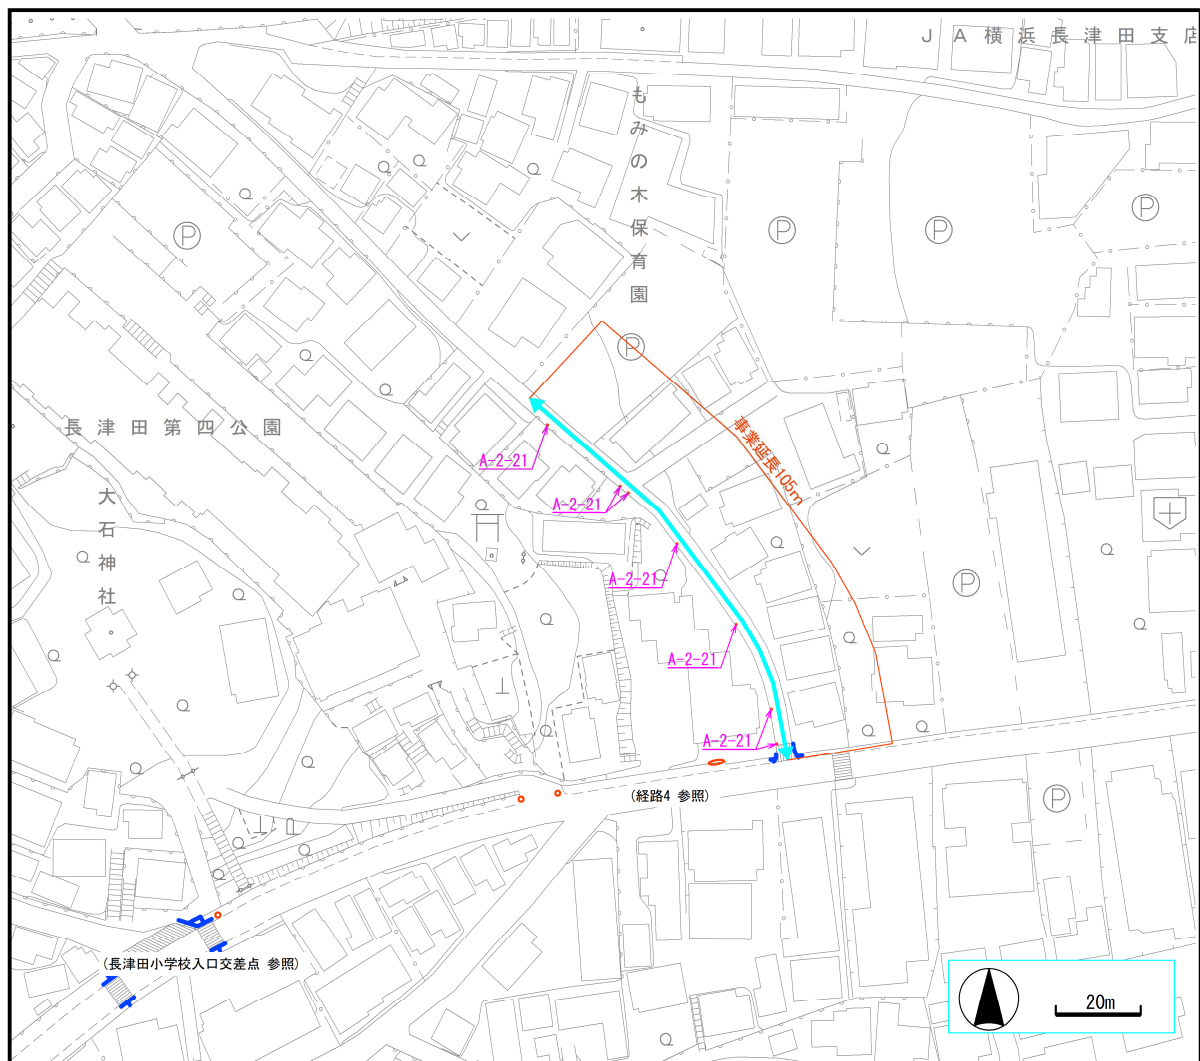 JA横浜長津田支店
もみの木保育園
P
P
P
P
P
長津田第四公園
事業延長105m
A-2-21
A-2-21
大石神社
A-2-21
P
A-2-21
A-2-21
(経路4 参照)
P
(長津田小学校入口交差点 参照)
20m